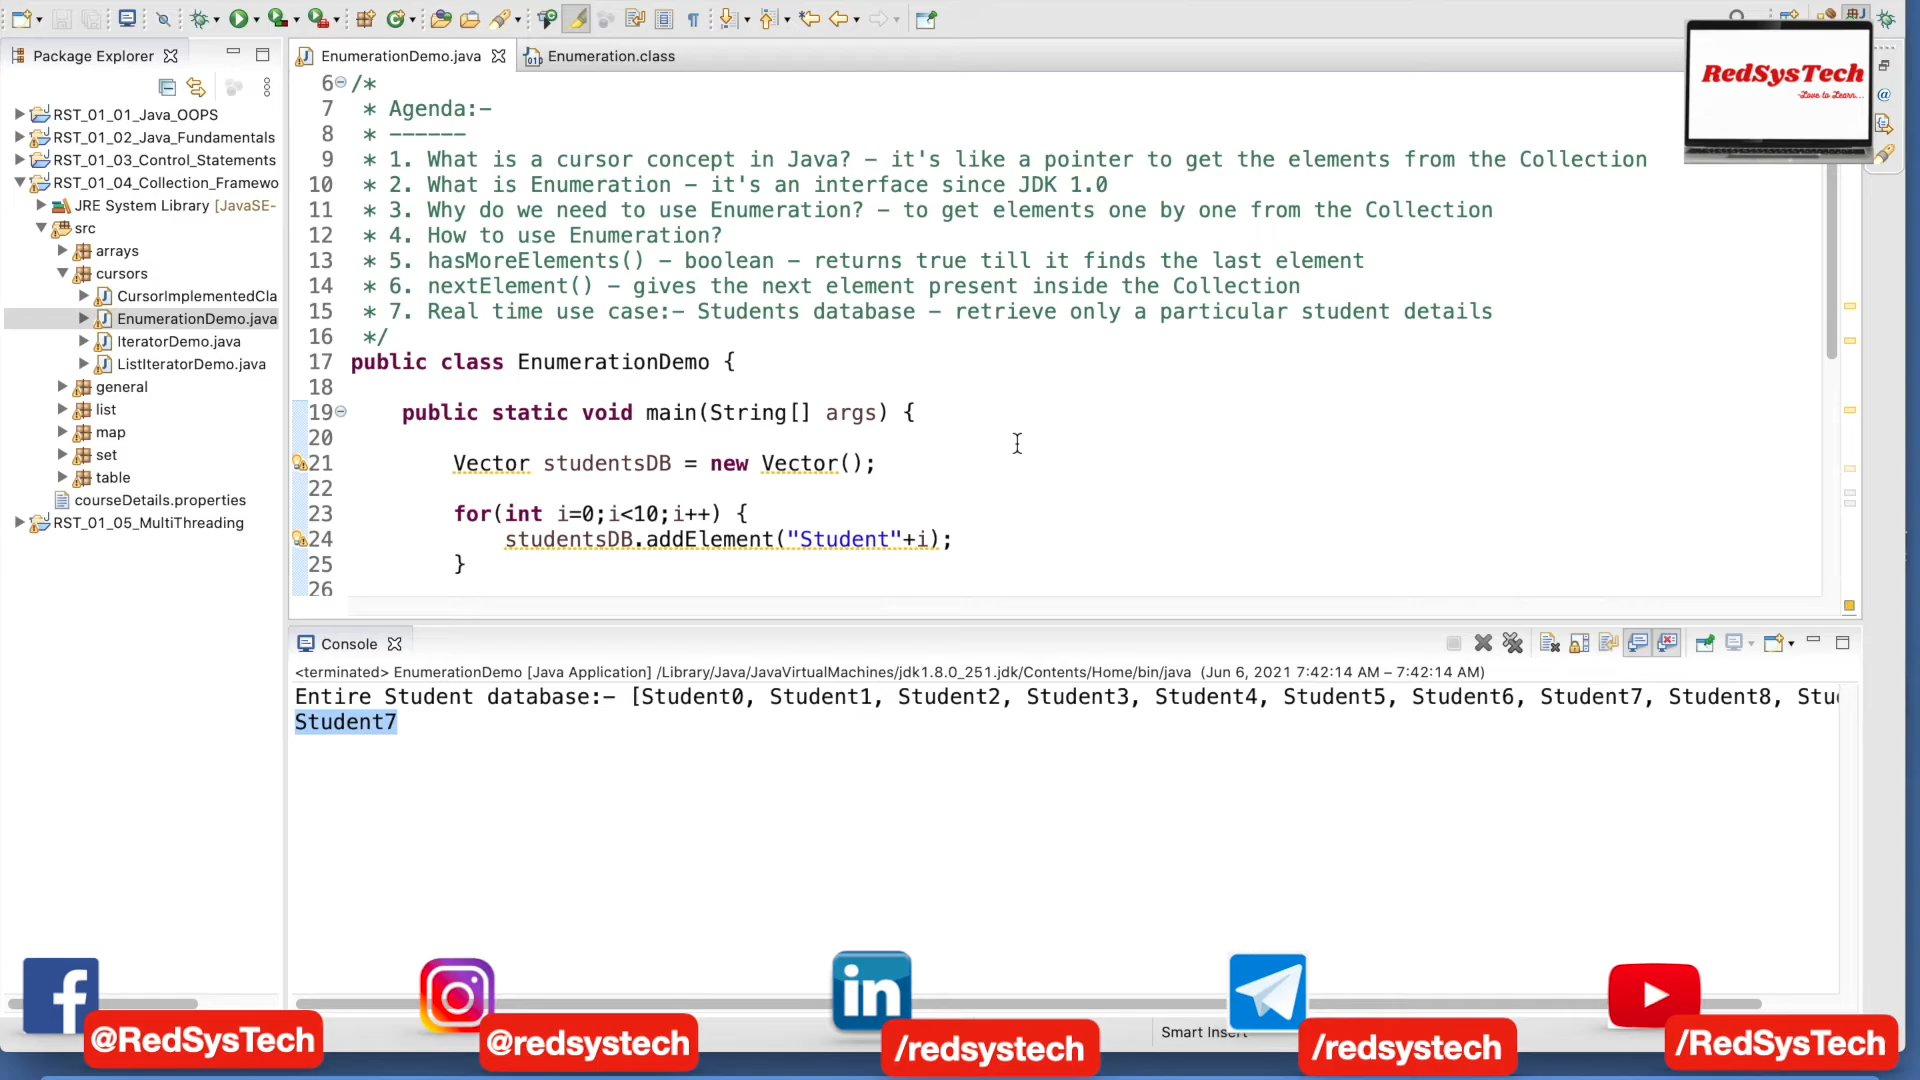 Package Explorer
RST_01_01_Java_OOPS
RST_01_02_Java_Fundamentals
RST_01_03_Control_Statements
RST_01_04_Collection_Framewo
JRE System Library [JavaSE-
src
arrays
cursors
CursorImplementedCla
EnumerationDemo.java
IteratorDemo.java
ListIteratorDemo.java
general
list
map
set
table
courseDetails.properties
RST_01_05_MultiThreading
EnumerationDemo.java
Enumeration.class
RedSysTech
-Love to Learn...
6 /*
7 * Agenda:-
8 * ------
9 * 1. What is a cursor concept in Java? - it's like a pointer to get the elements from the Collection
10 * 2. What is Enumeration - it's an interface since JDK 1.0
11 * 3. Why do we need to use Enumeration? - to get elements one by one from the Collection
12 * 4. How to use Enumeration?
13 * 5. hasMoreElements() - boolean - returns true till it finds the last element
14 * 6. nextElement() - gives the next element present inside the Collection
15 * 7. Real time use case:- Students database - retrieve only a particular student details
16 */
17 public class EnumerationDemo {
18
19 public static void main(String[] args) {
20
21 Vector studentsDB = new Vector();
22
23 for(int i=0;i<10;i++) {
24 studentsDB.addElement("Student"+i);
25 }
26
Console
<terminated> EnumerationDemo [Java Application] /Library/Java/JavaVirtualMachines/jdk1.8.0_251.jdk/Contents/Home/bin/java (Jun 6, 2021 7:42:14 AM – 7:42:14 AM)
Entire Student database:- [Student0, Student1, Student2, Student3, Student4, Student5, Student6, Student7, Student8, Stu
Student7
Smart Insert
@RedSysTech
@redsystech
/redsystech
/redsystech
/RedSysTech